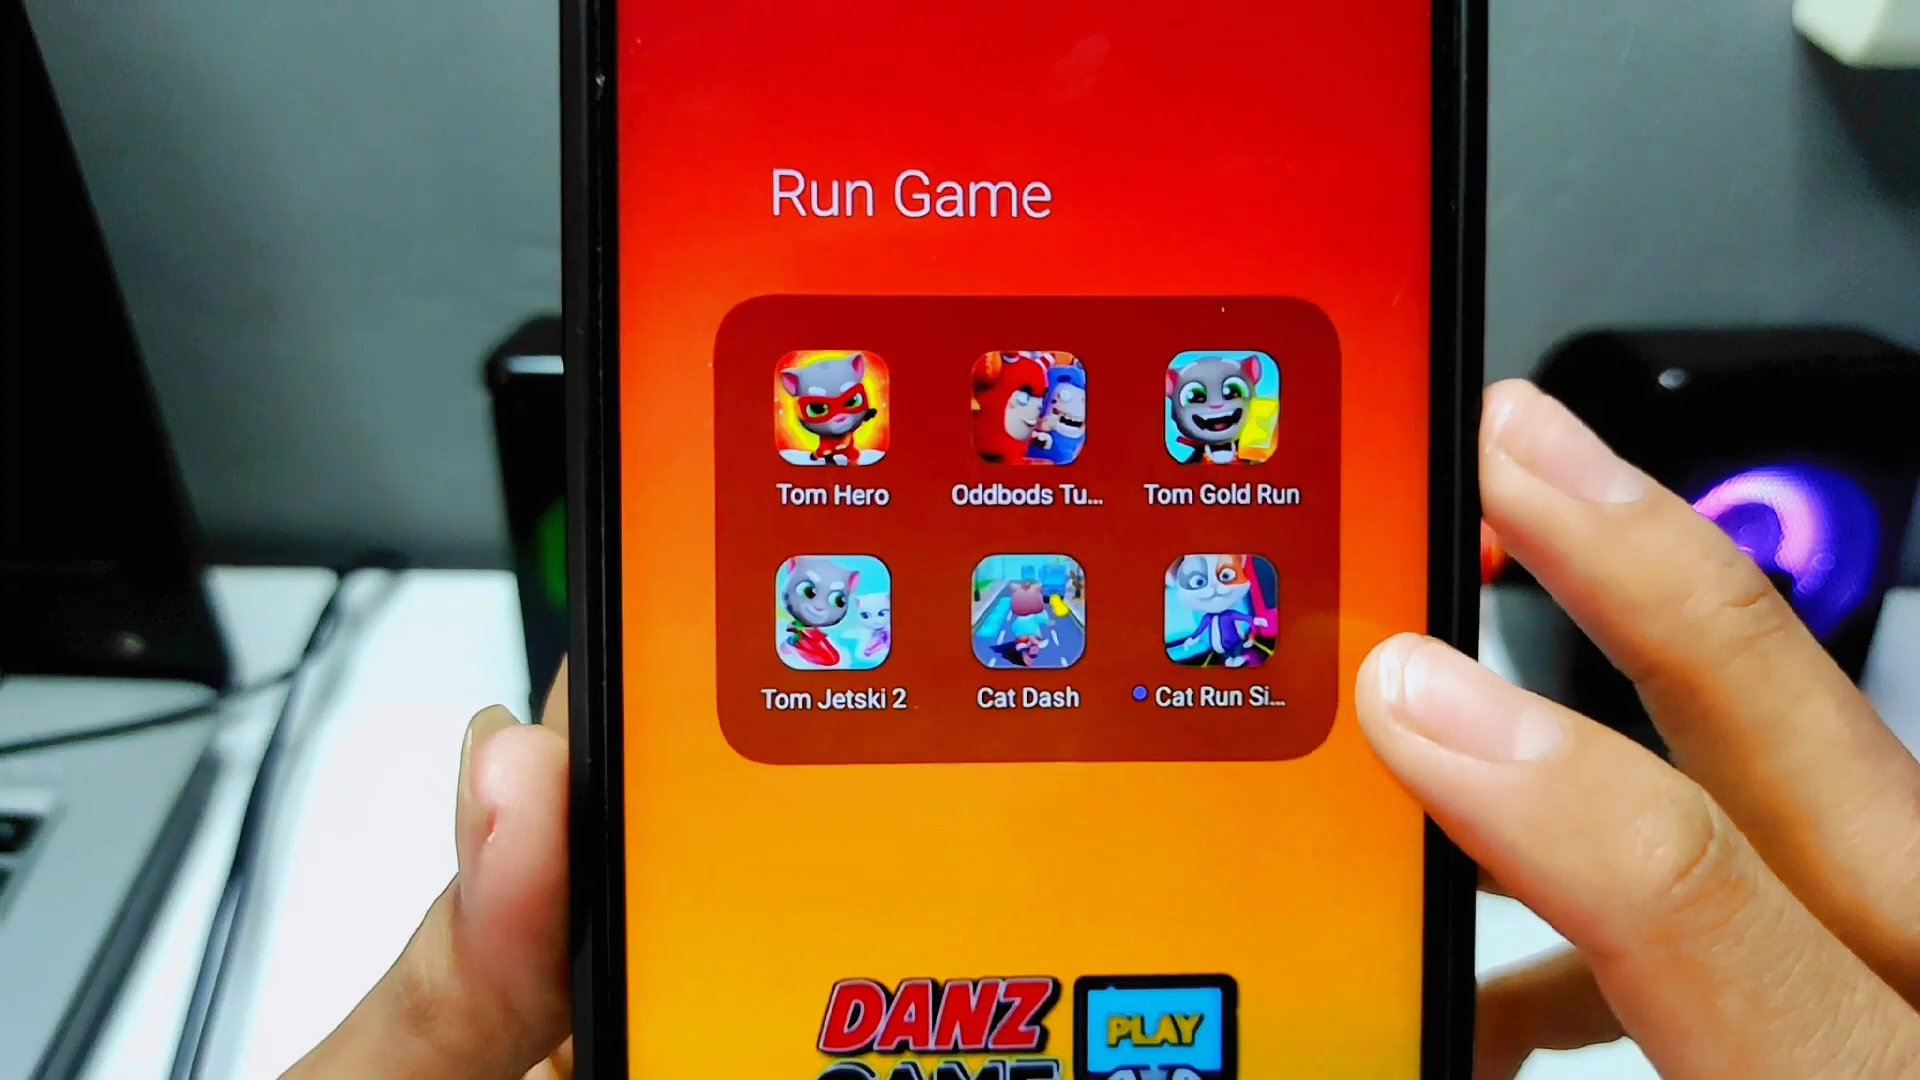 Run Game
Tom Hero
Oddbods Tu...
Tom Gold Run
Tom Jetski 2
Cat Dash
Cat Run Si...
DANZ
GAME
PLAY